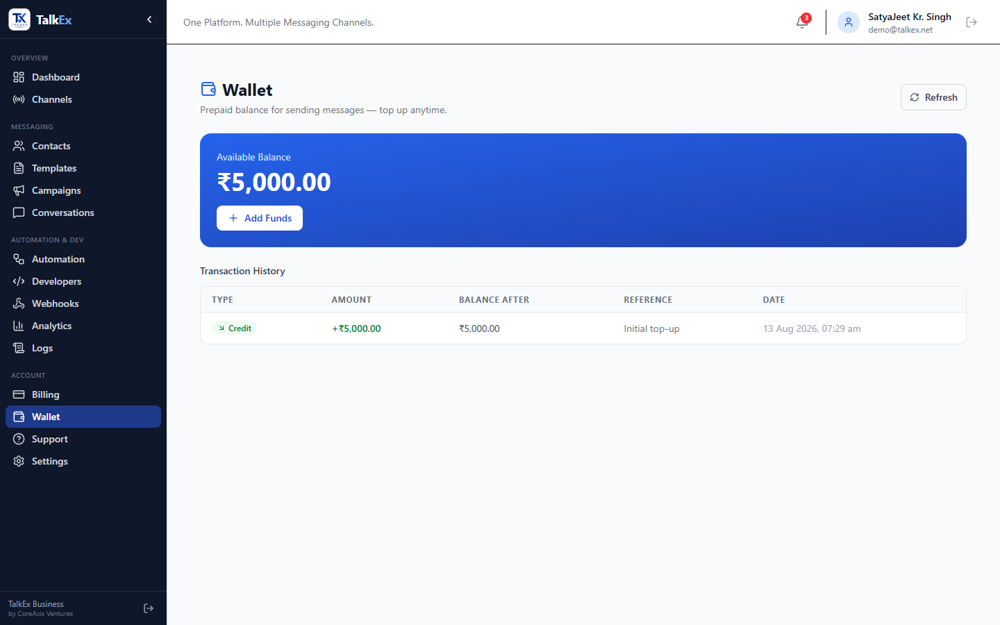 TalkEx
One Platform. Multiple Messaging Channels.
3
SatyaJeet Kr. Singh
demo@talkex.net
OVERVIEW
Dashboard
Channels
MESSAGING
Contacts
Templates
Campaigns
Conversations
AUTOMATION & DEV
Automation
Developers
Webhooks
Analytics
Logs
ACCOUNT
Billing
Wallet
Support
Settings
TalkEx Business
by CoreAxis Ventures
Wallet
Prepaid balance for sending messages — top up anytime.
Refresh
Available Balance
₹5,000.00
Add Funds
Transaction History
TYPE AMOUNT BALANCE AFTER REFERENCE DATE
Credit +₹5,000.00 ₹5,000.00 Initial top-up 13 Aug 2026, 07:29 am